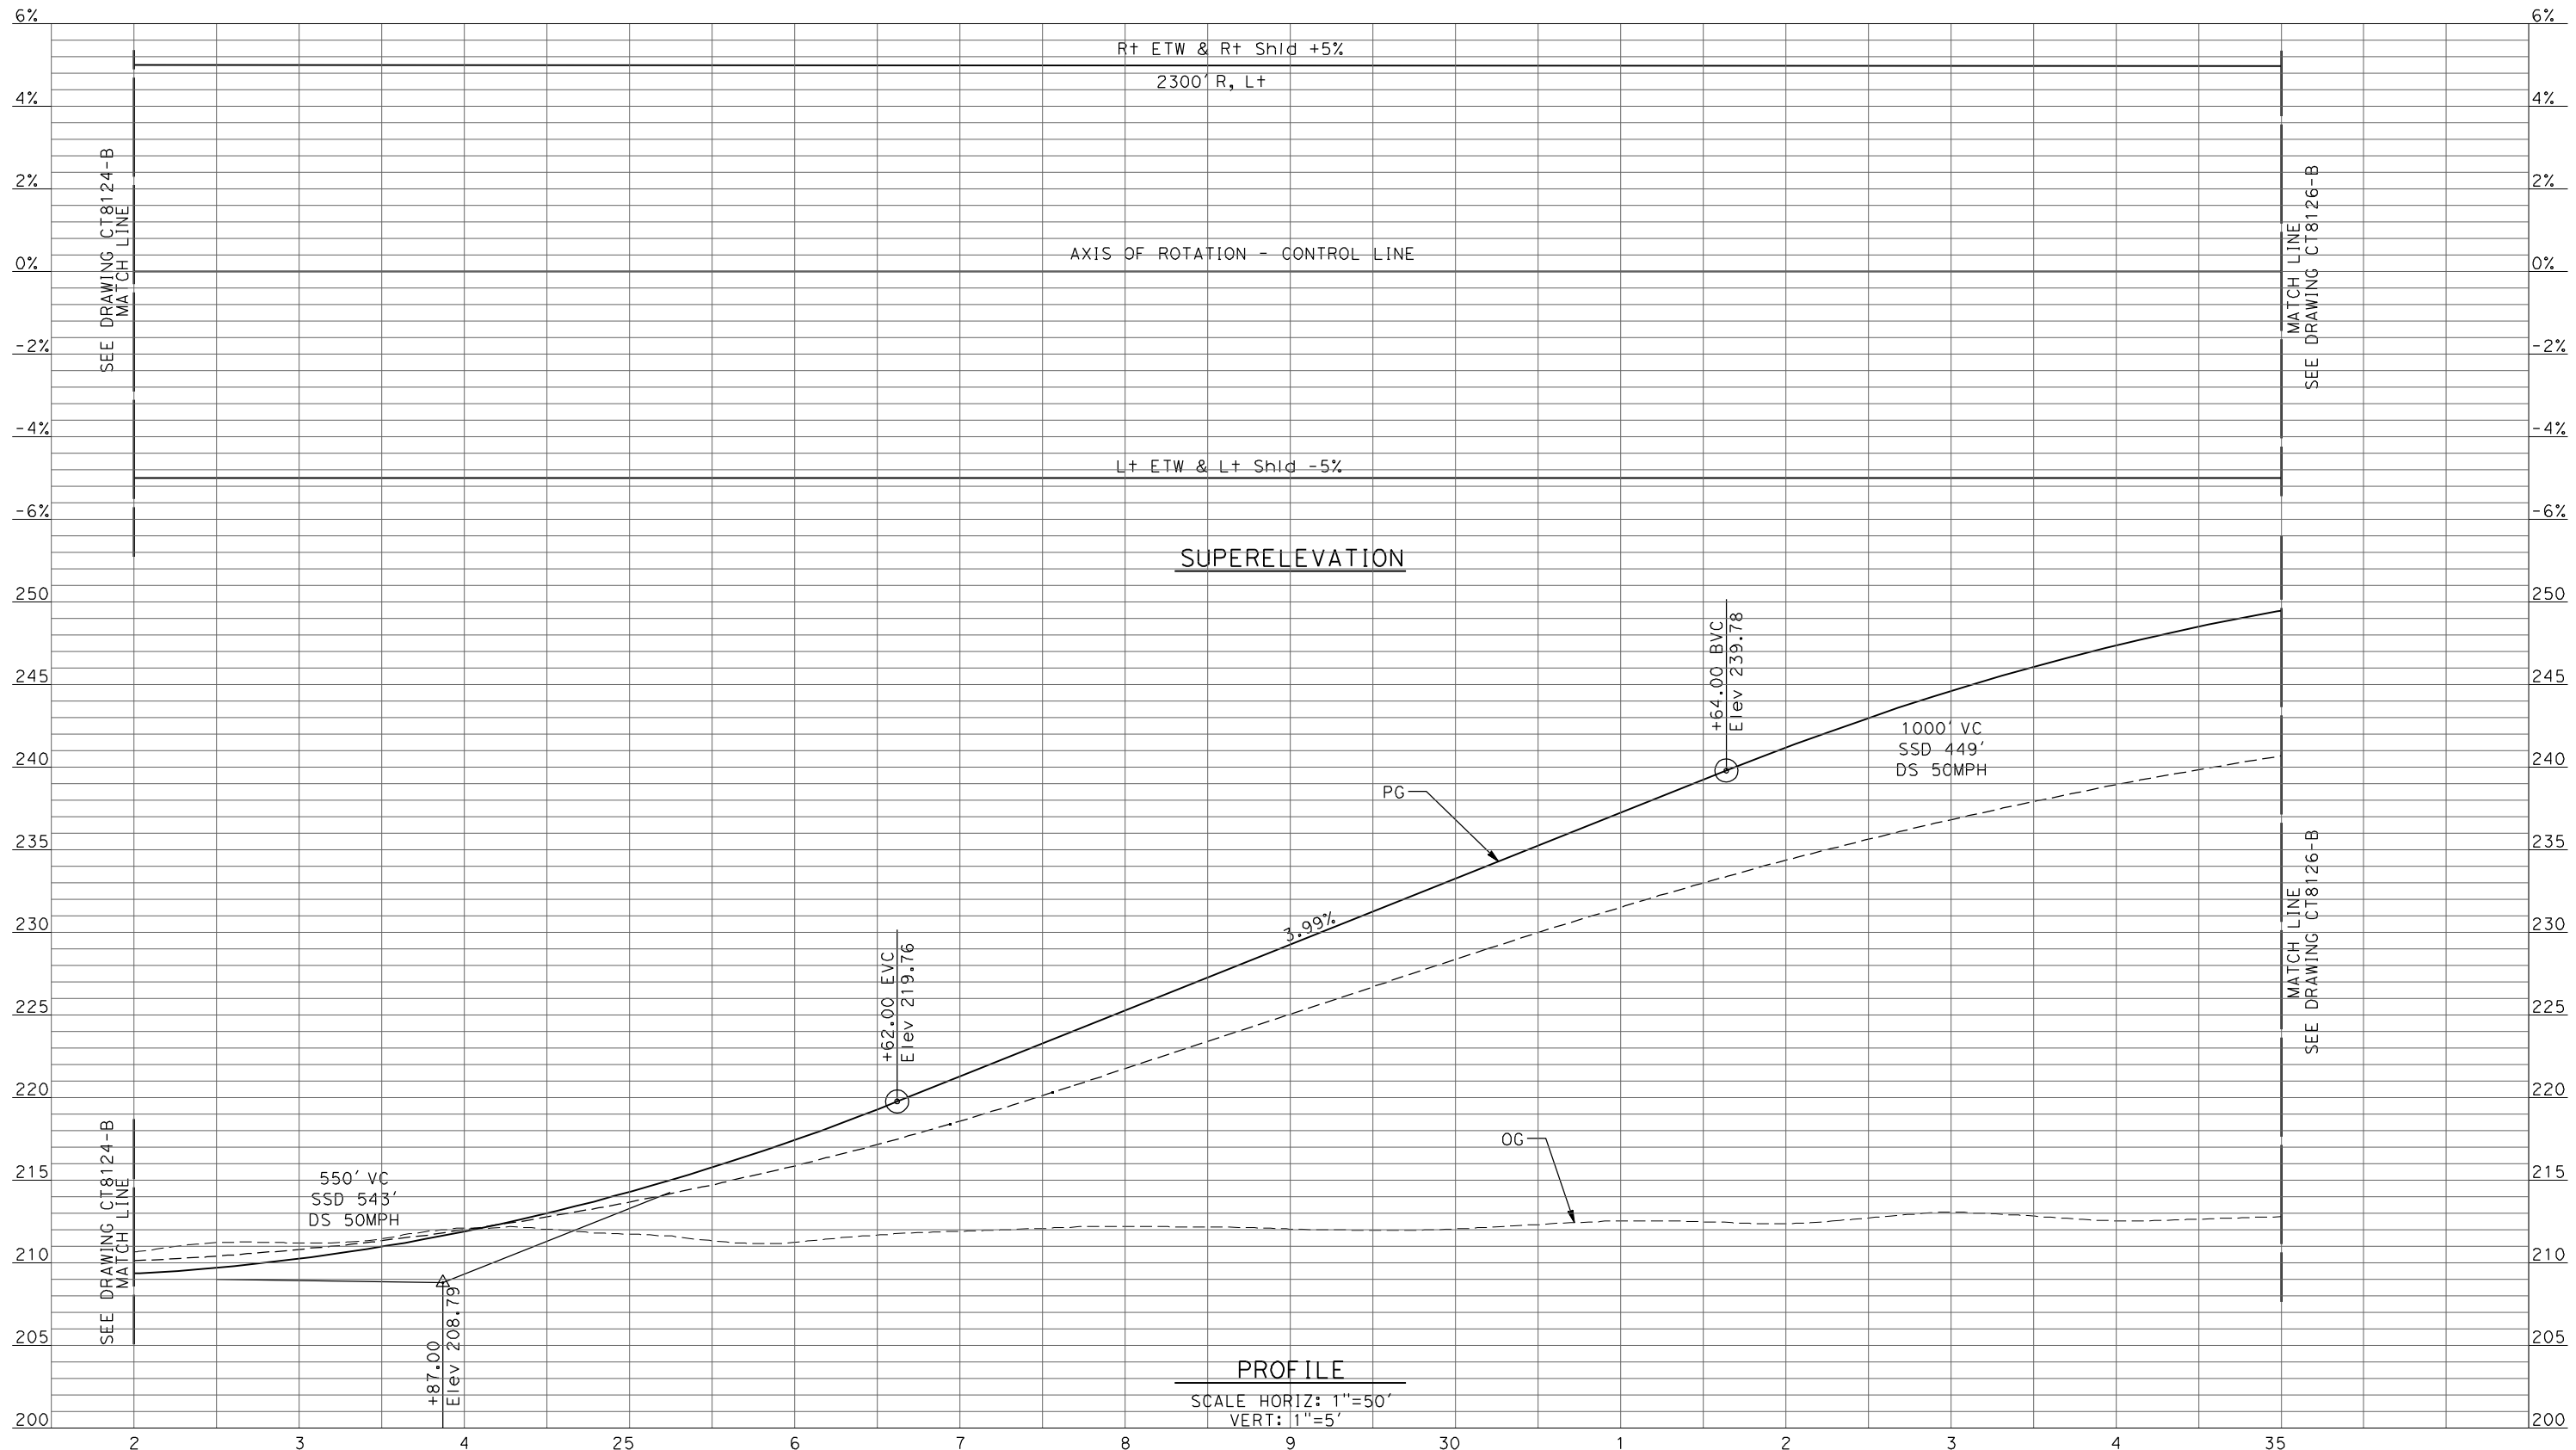 6%
6%
Rt ETW & Rt Shld +5%
2300' R, Lt
4%
4%
2%
2%
SEE DRAWING CT8124-B
MATCH LINE
MATCH LINE
SEE DRAWING CT8126-B
AXIS OF ROTATION - CONTROL LINE
0%
0%
-2%
-2%
-4%
-4%
Lt ETW & Lt Shld -5%
-6%
-6%
SUPERELEVATION
250
250
+64.00 BVC
Elev 239.78
245
245
1000' VC
SSD 449'
DS 50MPH
240
240
PG
235
235
3.99%
230
230
MATCH LINE
SEE DRAWING CT8126-B
+62.00 EVC
Elev 219.76
225
225
220
220
OG
SEE DRAWING CT8124-B
MATCH LINE
215
215
550' VC
SSD 543'
DS 50MPH
210
210
+87.00
Elev 208.79
205
205
PROFILE
SCALE HORIZ: 1"=50'
VERT: 1"=5'
200
200
2 3 4 25 6 7 8 9 30 1 2 3 4 35